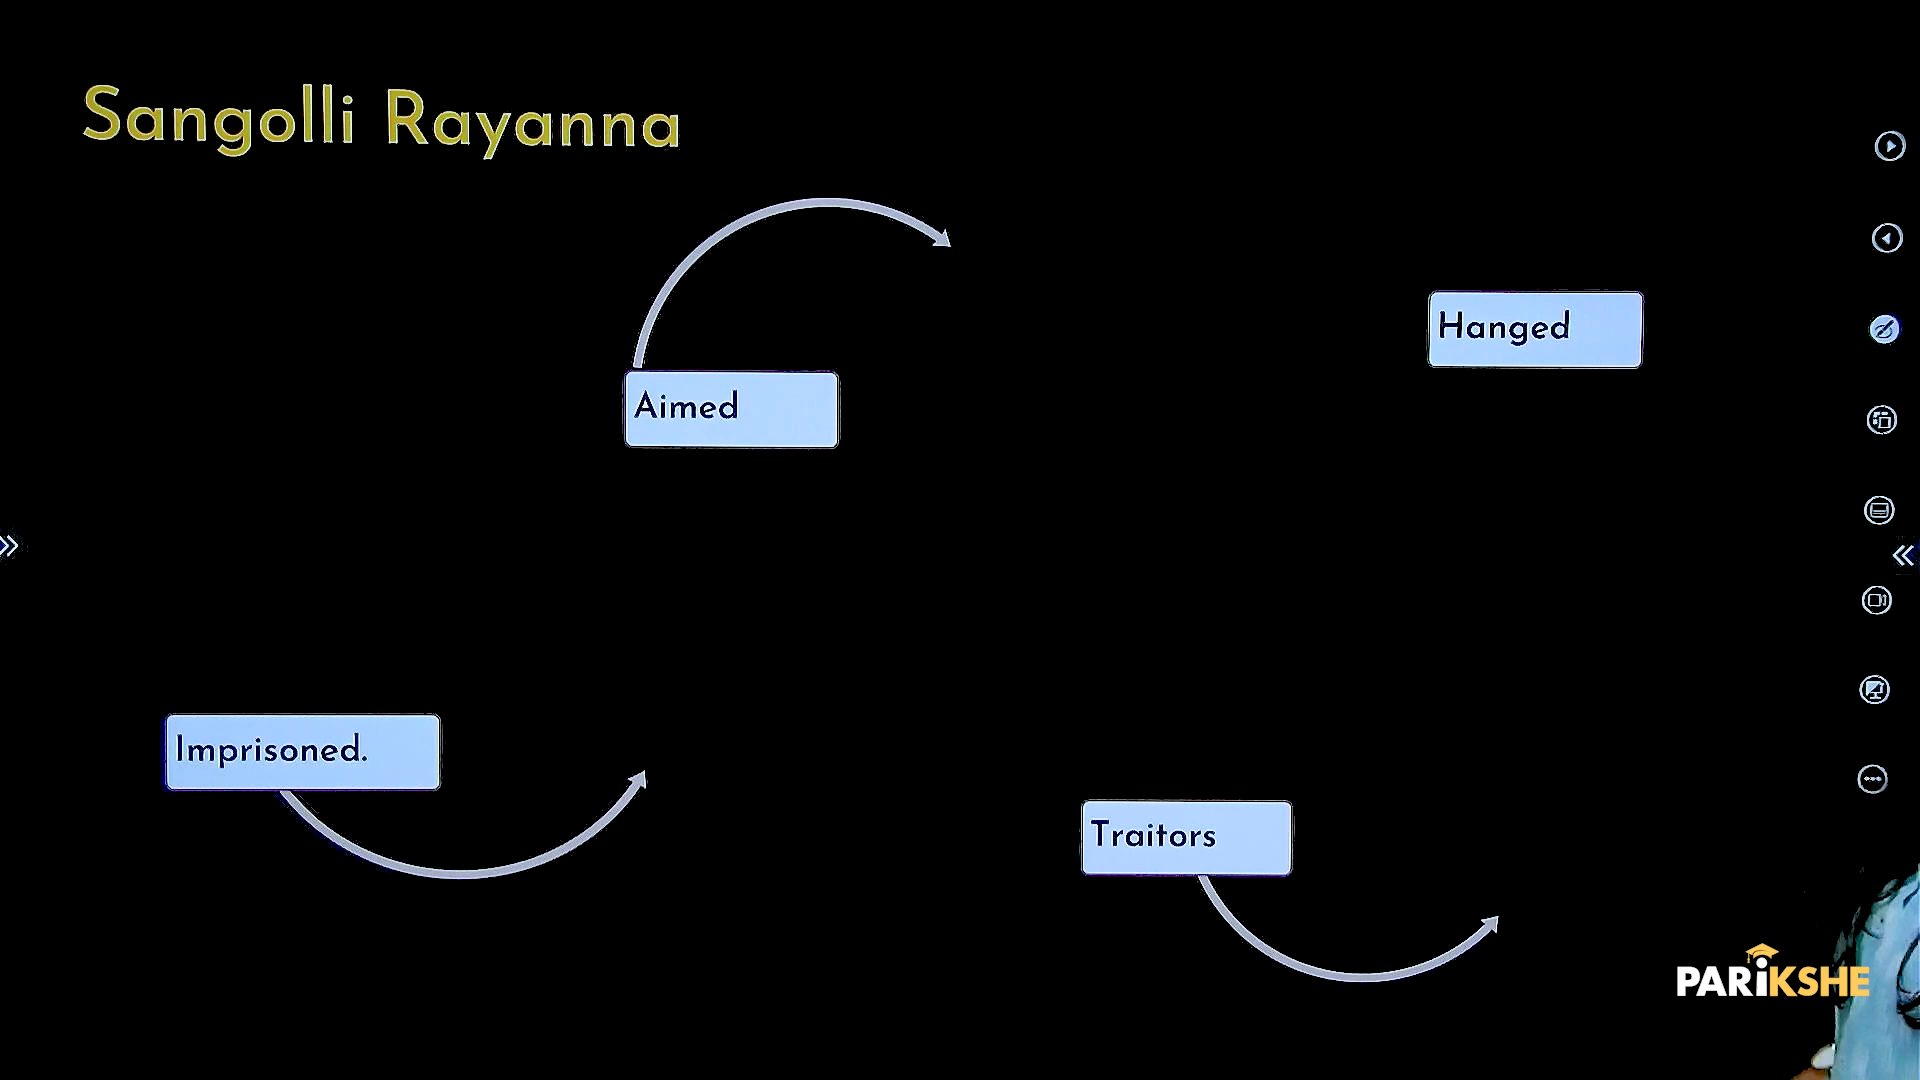 Sangolli Rayanna
Aimed
Hanged
Imprisoned.
Traitors
PARiKSHE